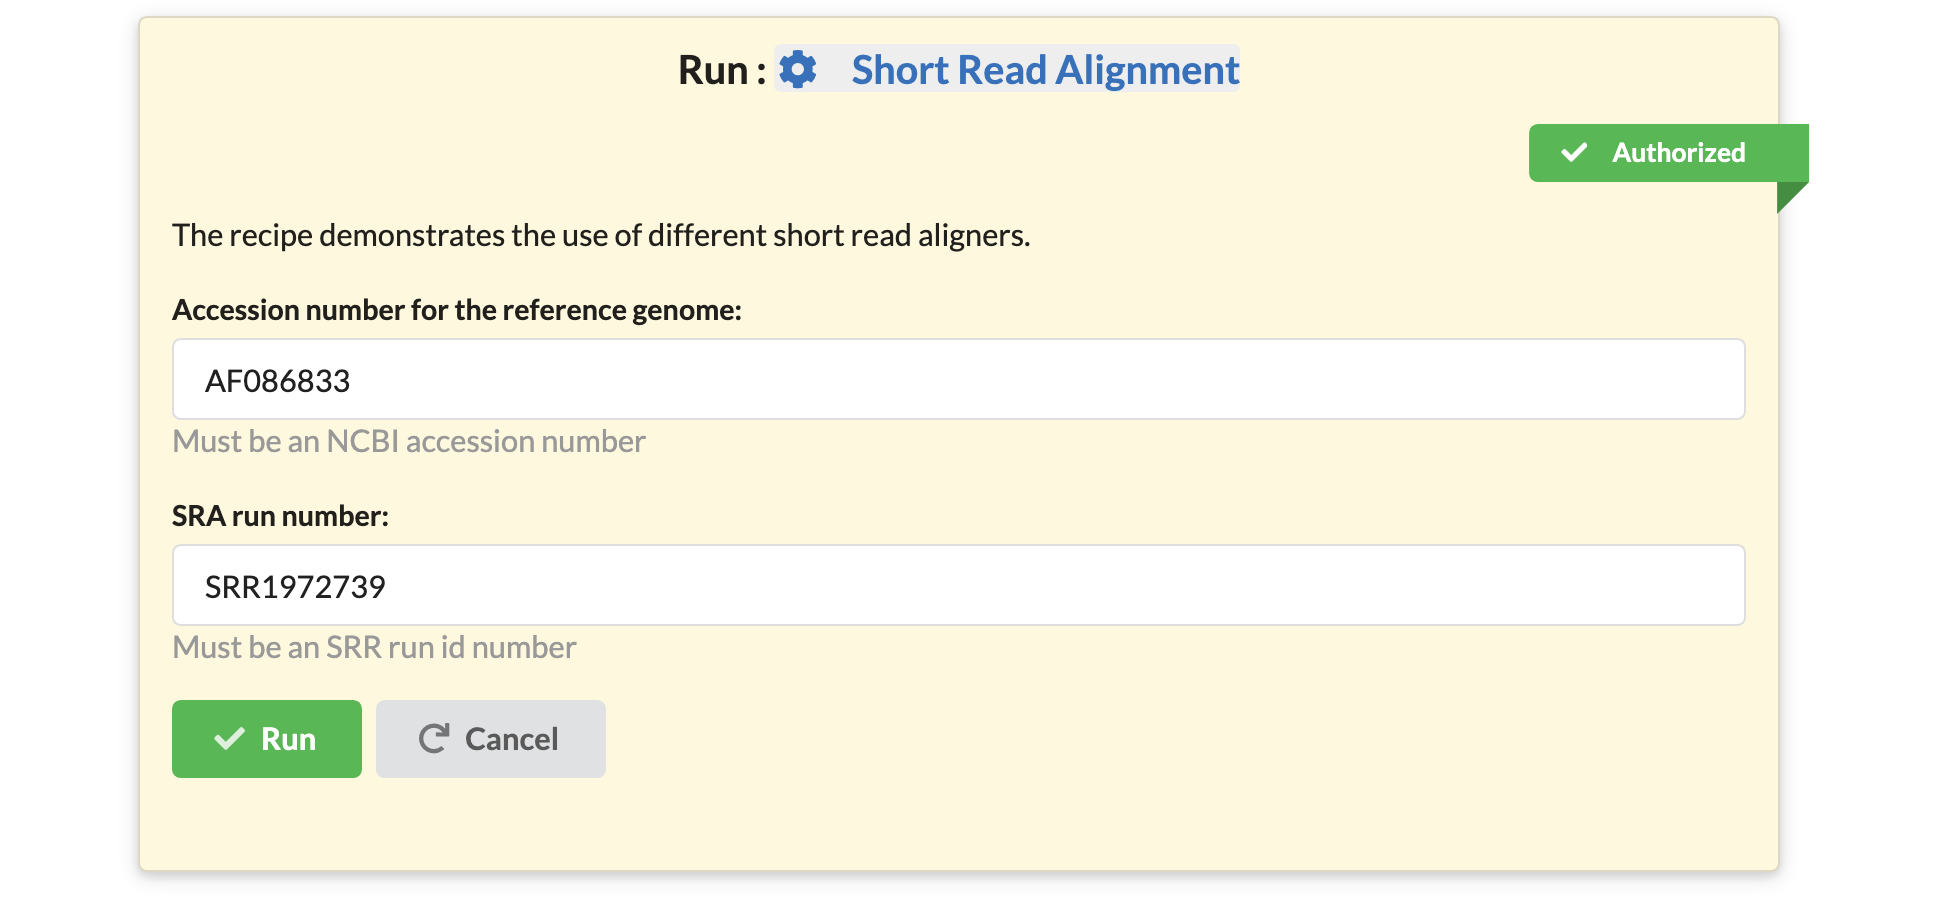 Run : Short Read Alignment
Authorized
The recipe demonstrates the use of different short read aligners.
Accession number for the reference genome:
AF086833
Must be an NCBI accession number
SRA run number:
SRR1972739
Must be an SRR run id number
Run Cancel